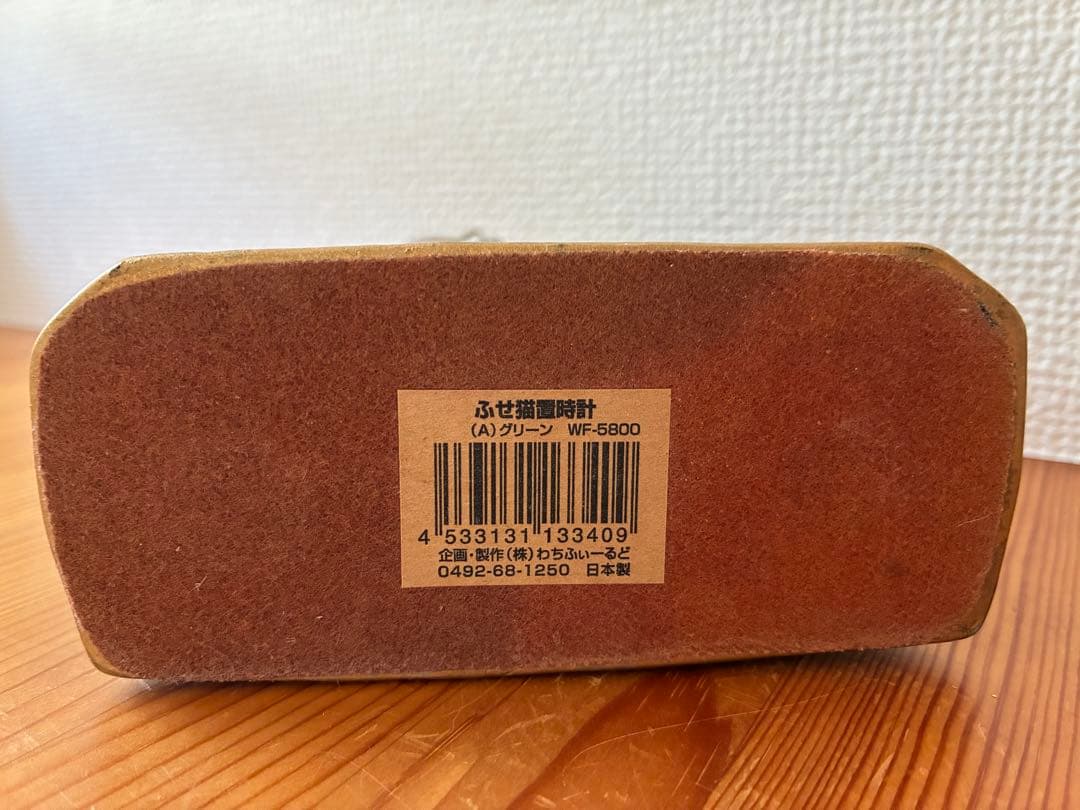 ふせ猫置時計
(A)グリーン WF-5800
4 533131 133409
企画・製作(株)わちふぃーるど
0492-68-1250 日本製